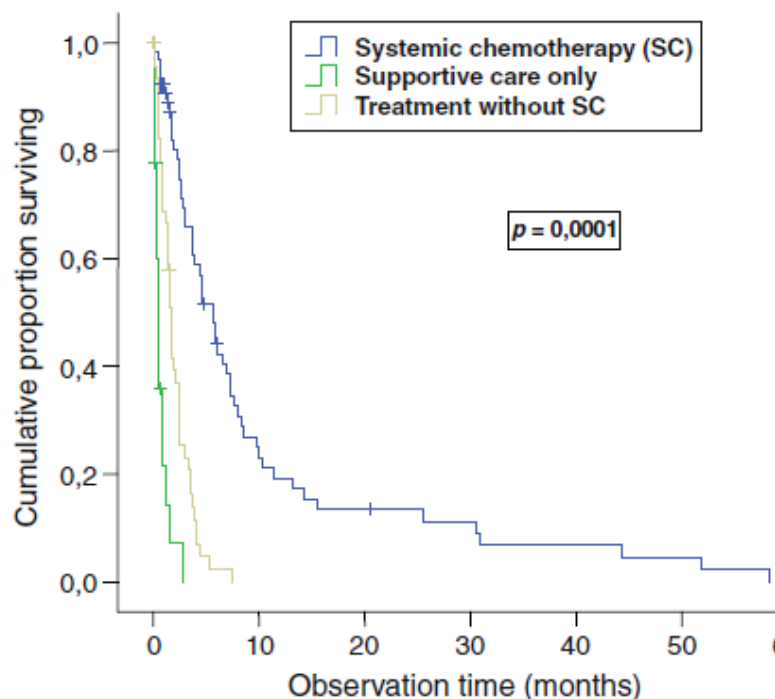 Systemic chemotherapy (SC)
Supportive care only
Treatment without SC
p = 0,0001
Cumulative proportion surviving
1,0
0,8
0,6
0,4
0,2
0,0
0 10 20 30 40 50
Observation time (months)